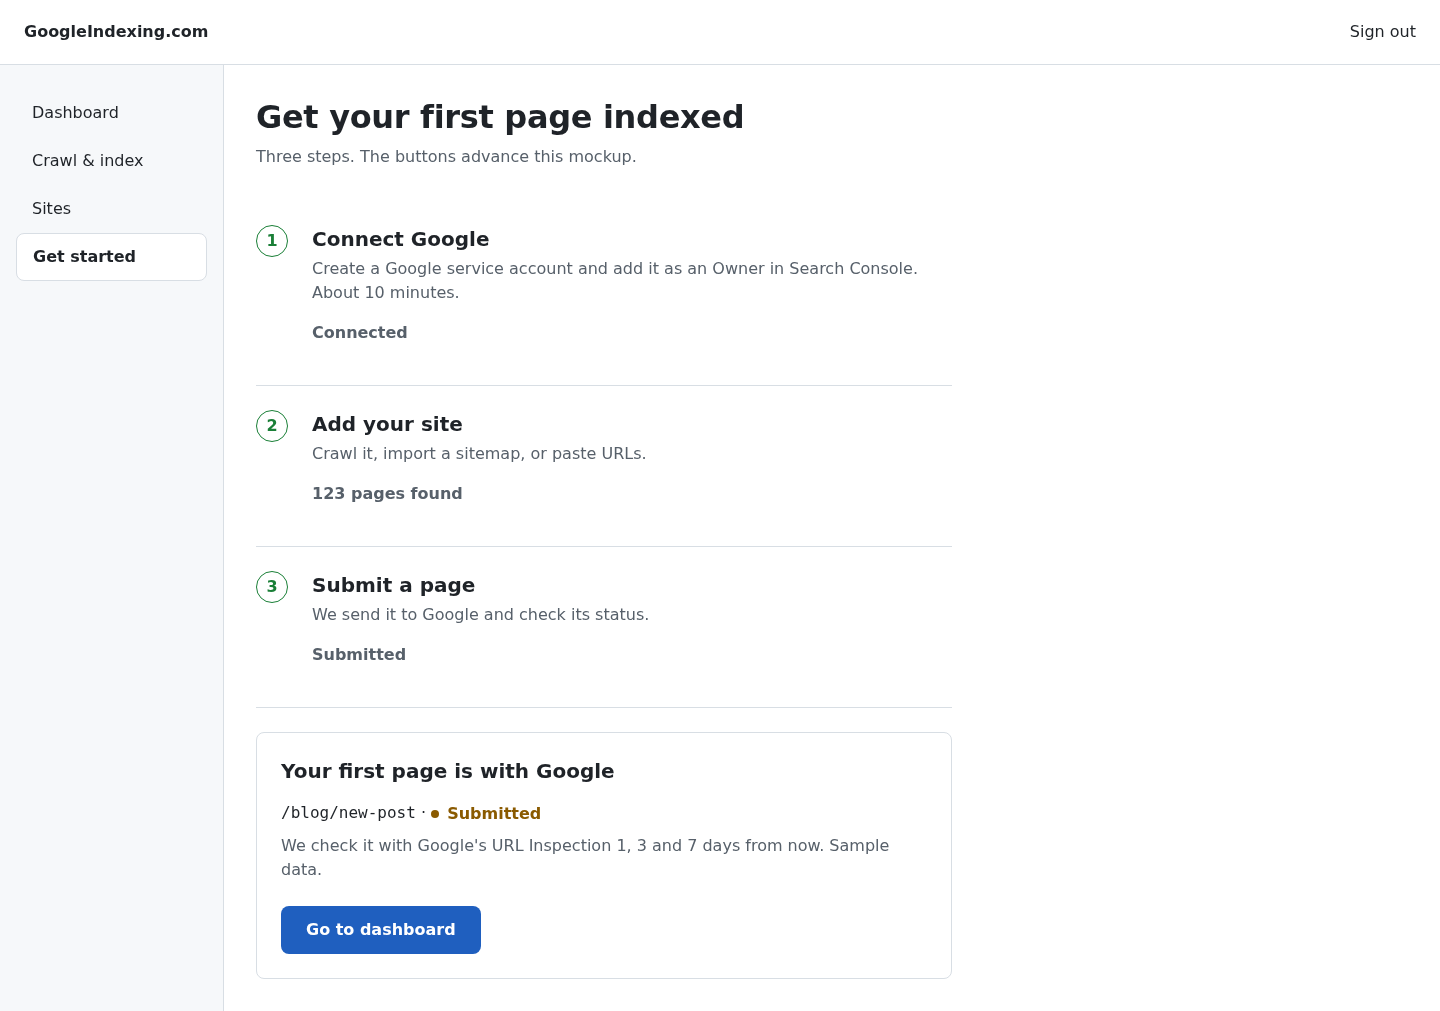 GoogleIndexing.com
Sign out
Dashboard
Crawl & index
Sites
Get started
Get your first page indexed
Three steps. The buttons advance this mockup.
1
Connect Google
Create a Google service account and add it as an Owner in Search Console.
About 10 minutes.
Connected
2
Add your site
Crawl it, import a sitemap, or paste URLs.
123 pages found
3
Submit a page
We send it to Google and check its status.
Submitted
Your first page is with Google
/blog/new-post · Submitted
We check it with Google's URL Inspection 1, 3 and 7 days from now. Sample
data.
Go to dashboard